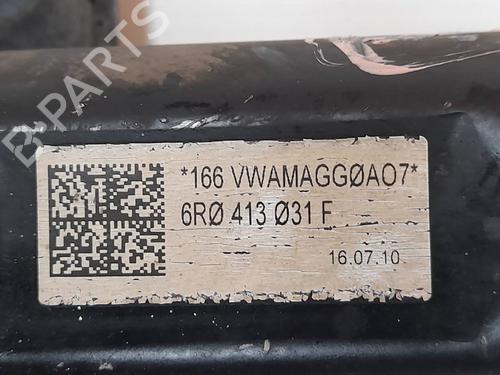 B-PARTS
*166 VWAMAGGØAO7*
6RØ 413 Ø31 F
16.07.10